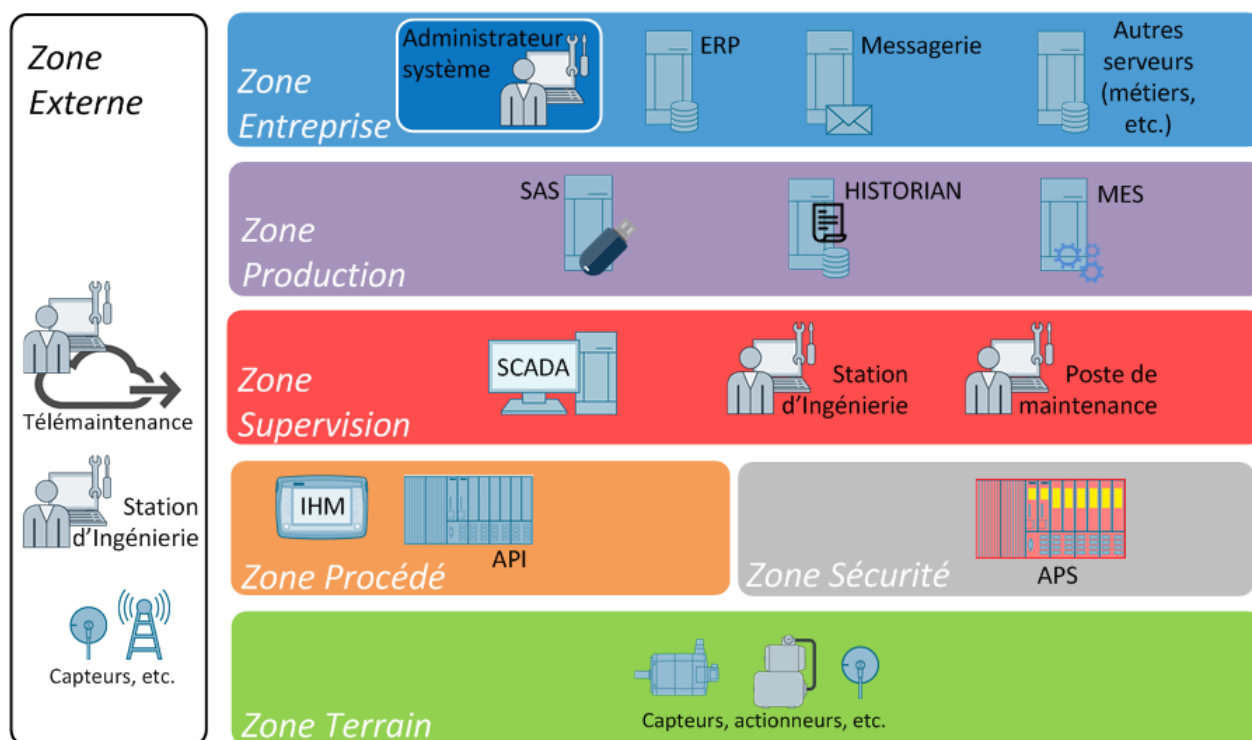 Zone
Externe
Télémaintenance
Station
d'Ingénierie
Capteurs, etc.
Zone
Entreprise
Administrateur
système
ERP
Messagerie
Autres
serveurs
(métiers,
etc.)
Zone
Production
SAS
HISTORIAN
MES
Zone
Supervision
SCADA
Station
d'Ingénierie
Poste de
maintenance
Zone Procédé
IHM
API
Zone Sécurité
APS
Zone Terrain
Capteurs, actionneurs, etc.